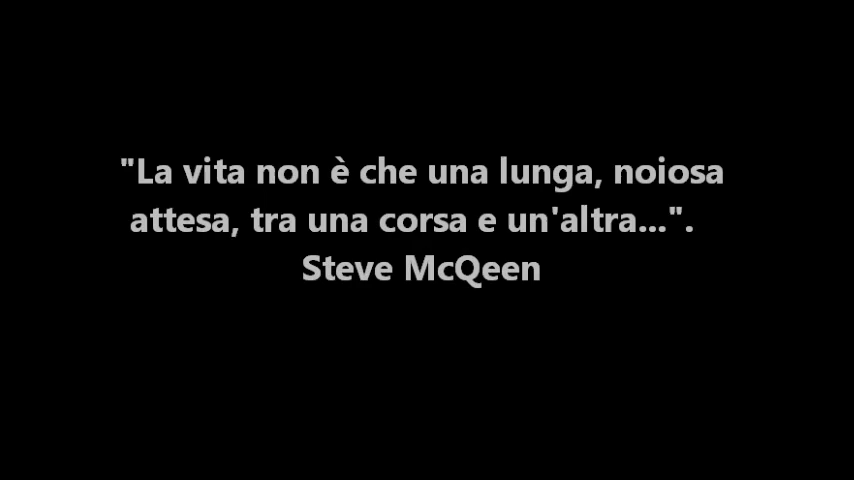 "La vita non è che una lunga, noiosa
attesa, tra una corsa e un'altra...".
Steve McQeen